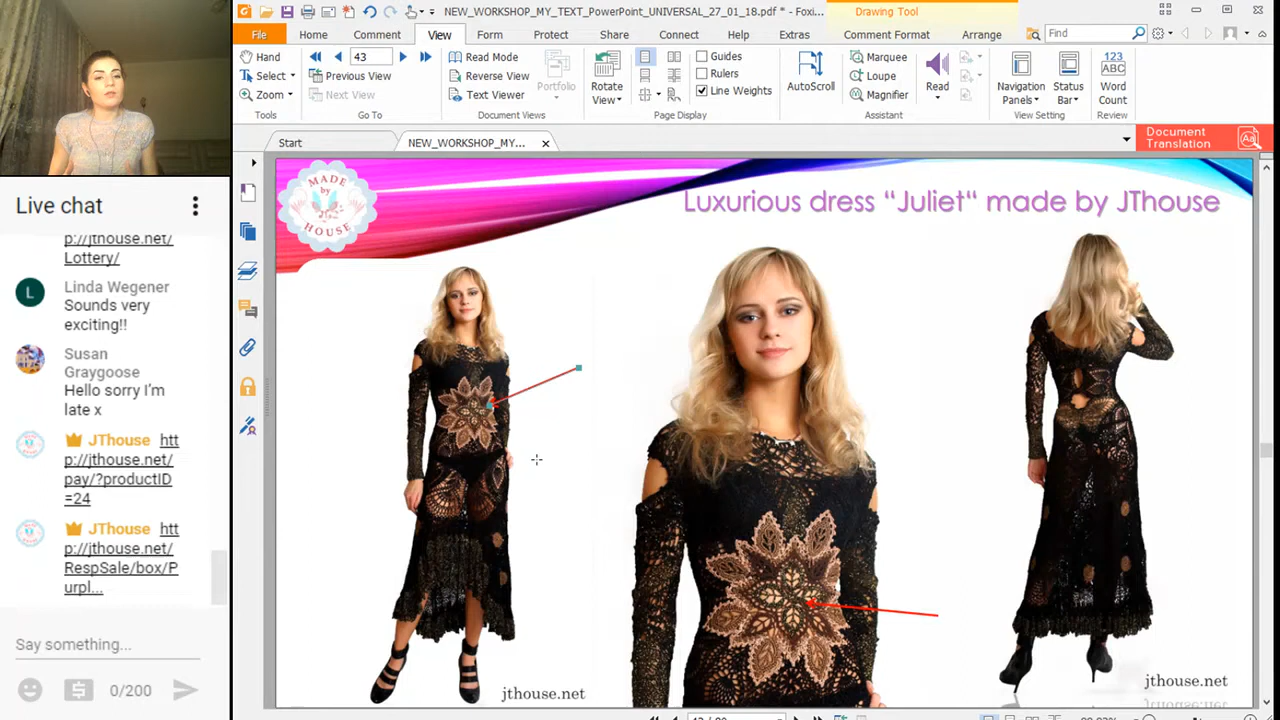 NEW_WORKSHOP_MY_TEXT_PowerPoint_UNIVERSAL_27_01_18.pdf * - Foxi...
Drawing Tool
File
Home
Comment
View
Form
Protect
Share
Connect
Help
Extras
Comment Format
Arrange
Find
Hand
Select
Zoom
Tools
43
Previous View
Next View
Go To
Read Mode
Reverse View
Text Viewer
Portfolio
Document Views
Rotate
View
Guides
Rulers
Line Weights
Page Display
AutoScroll
Marquee
Loupe
Magnifier
Assistant
Read
Navigation
Panels
Status
Bar
View Setting
123
ABC
Word
Count
Review
Start
NEW_WORKSHOP_MY...
Document
Translation
Live chat
p://jthouse.net/
Lottery/
L
Linda Wegener
Sounds very
exciting!!
Susan
Graygoose
Hello sorry I'm
late x
JThouse htt
p://jthouse.net/
pay/?productID
=24
JThouse htt
p://jthouse.net/
RespSale/box/P
urpl...
Say something...
0/200
MADE
by
HOUSE
Luxurious dress “Juliet“ made by JThouse
jthouse.net
jthouse.net